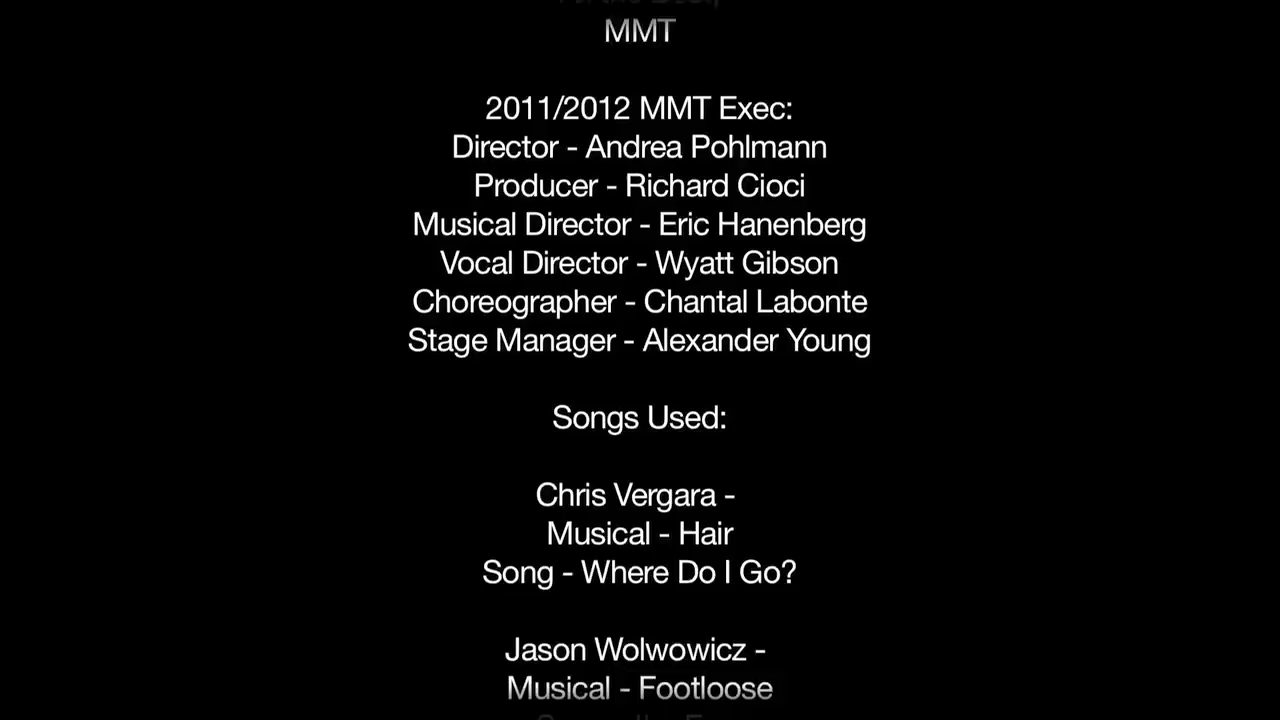 MMT
2011/2012 MMT Exec:
Director - Andrea Pohlmann
Producer - Richard Cioci
Musical Director - Eric Hanenberg
Vocal Director - Wyatt Gibson
Choreographer - Chantal Labonte
Stage Manager - Alexander Young
Songs Used:
Chris Vergara -
Musical - Hair
Song - Where Do I Go?
Jason Wolwowicz -
Musical - Footloose